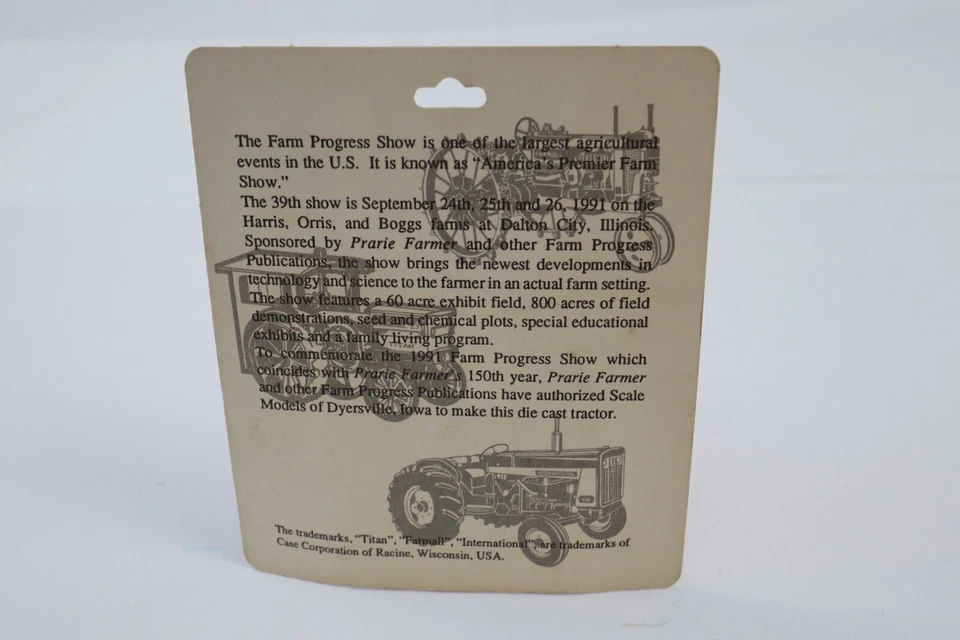 The Farm Progress Show is one of the largest agricultural
events in the U.S. It is known as "America's Premier Farm
Show."
The 39th show is September 24th, 25th and 26, 1991 on the
Harris, Orris, and Boggs farms at Dalton City, Illinois.
Sponsored by Prarie Farmer and other Farm Progress
Publications, the show brings the newest developments in
technology and science to the farmer in an actual farm setting.
The show features a 60 acre exhibit field, 800 acres of field
demonstrations, seed and chemical plots, special educational
exhibits and a family living program.
To commemorate the 1991 Farm Progress Show which
coincides with Prarie Farmer's 150th year, Prarie Farmer
and other Farm Progress Publications have authorized Scale
Models of Dyersville, Iowa to make this die cast tractor.
INTERNATIONAL
The trademarks, "Titan", "Farmall", "International", are trademarks of
Case Corporation of Racine, Wisconsin, USA.